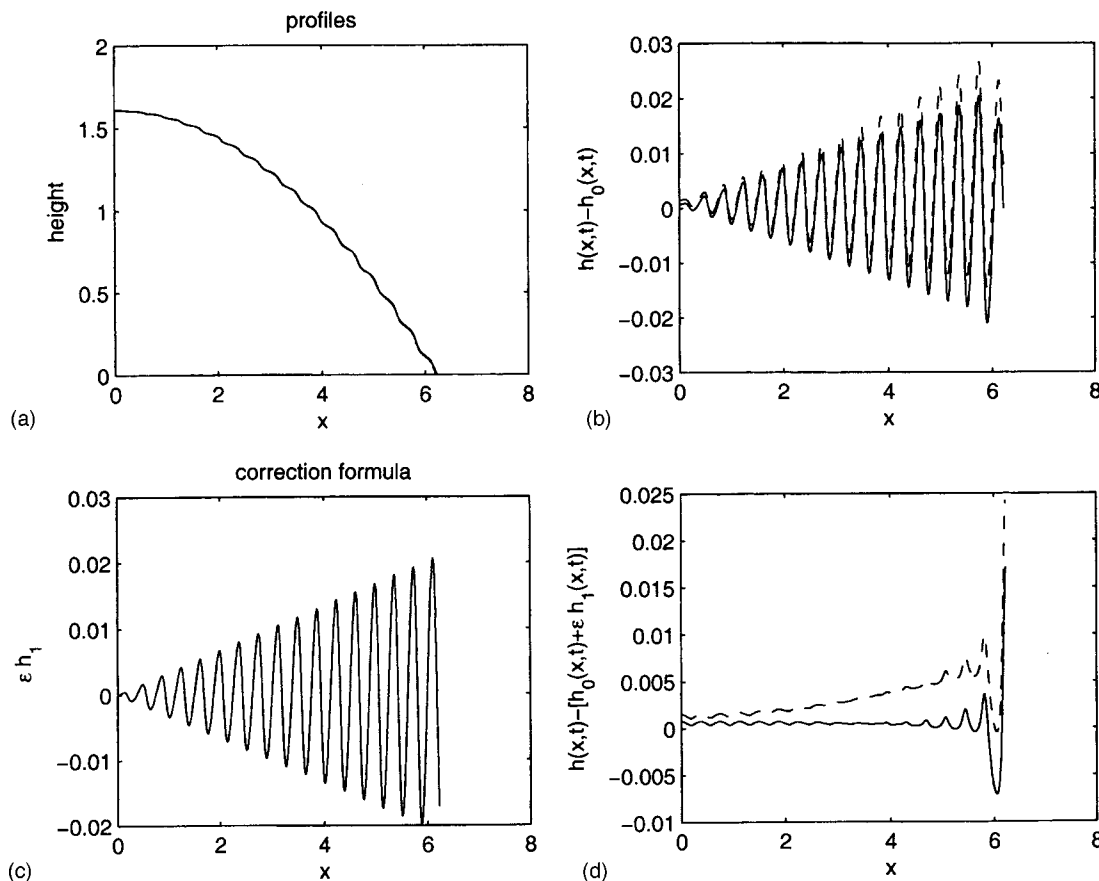 profiles
2
1.5
1
0.5
0
0 2 4 6 8
height
x
(a)
0.03
0.02
0.01
0
−0.01
−0.02
−0.03
0 2 4 6 8
h(x,t)−h₀(x,t)
x
(b)
correction formula
0.03
0.02
0.01
0
−0.01
−0.02
0 2 4 6 8
ε h₁
x
(c)
0.025
0.02
0.015
0.01
0.005
0
−0.005
−0.01
0 2 4 6 8
h(x,t)−[h₀(x,t)+ε h₁(x,t)]
x
(d)